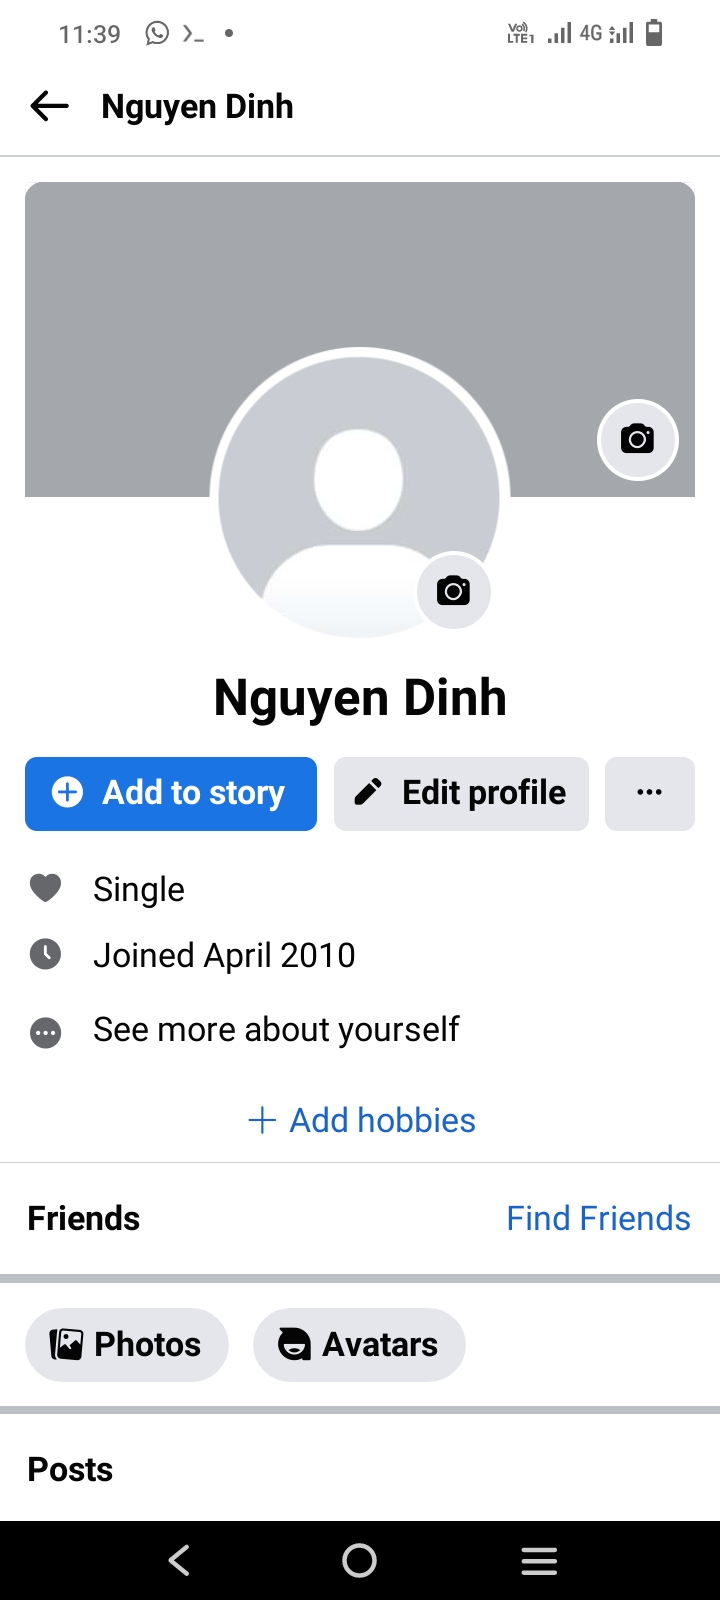 11:39
Vo) LTE1 4G
Nguyen Dinh
Nguyen Dinh
Add to story
Edit profile
Single
Joined April 2010
See more about yourself
Add hobbies
Friends
Find Friends
Photos
Avatars
Posts